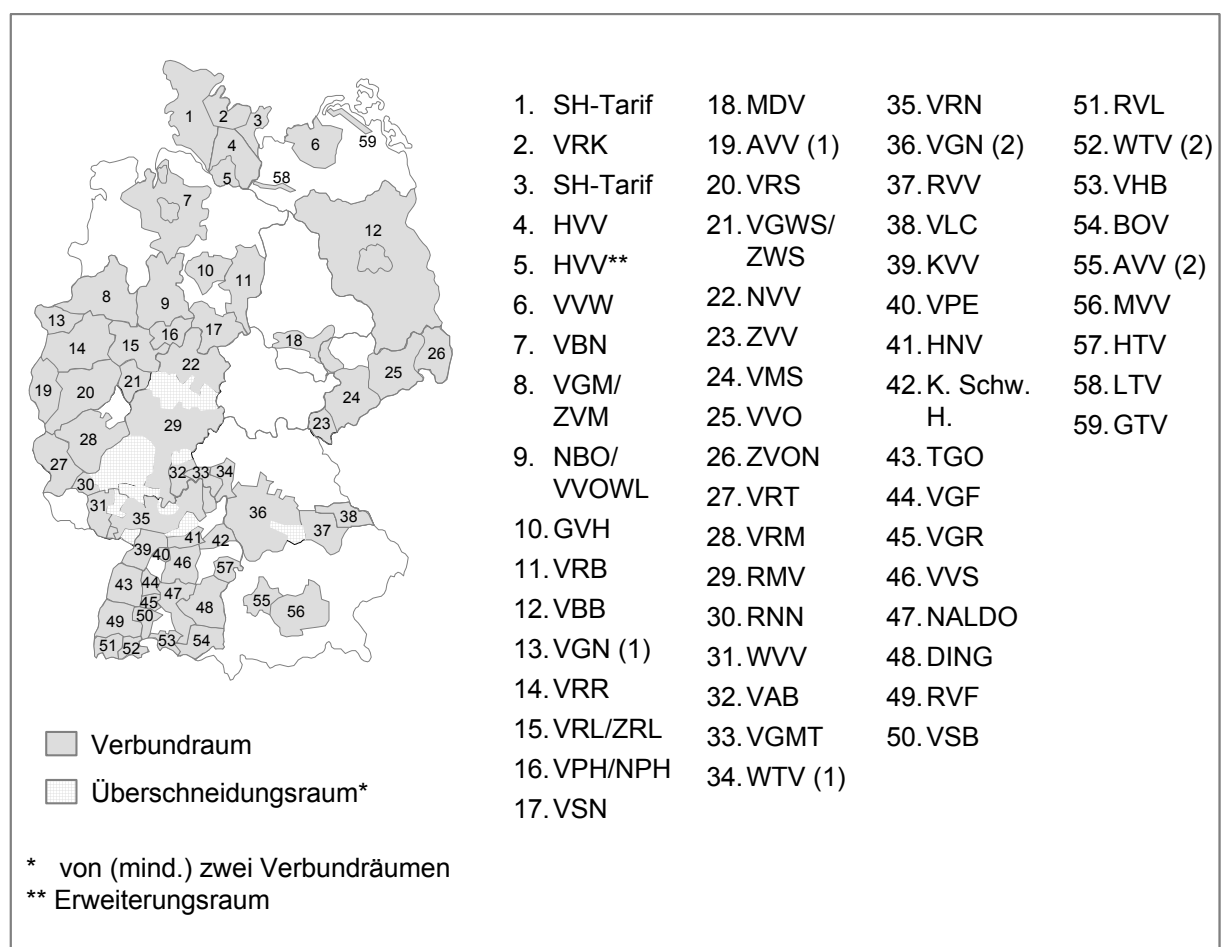 1
2
3
4
5
6
59
58
7
12
10
11
8
9
13
16
17
14
15
18
22
26
25
19
20
21
24
29
23
28
27
32
33
34
30
31
36
38
35
37
41
42
39
40
46
57
43
44
47
45
48
55
56
49
50
51
52
53
54
Verbundraum
Überschneidungsraum*
* von (mind.) zwei Verbundräumen
** Erweiterungsraum
1. SH-Tarif
2. VRK
3. SH-Tarif
4. HVV
5. HVV**
6. VVW
7. VBN
8. VGM/
ZVM
9. NBO/
VVOWL
10. GVH
11. VRB
12. VBB
13. VGN (1)
14. VRR
15. VRL/ZRL
16. VPH/NPH
17. VSN
18. MDV
19. AVV (1)
20. VRS
21. VGWS/
ZWS
22. NVV
23. ZVV
24. VMS
25. VVO
26. ZVON
27. VRT
28. VRM
29. RMV
30. RNN
31. WVV
32. VAB
33. VGMT
34. WTV (1)
35. VRN
36. VGN (2)
37. RVV
38. VLC
39. KVV
40. VPE
41. HNV
42. K. Schw.
H.
43. TGO
44. VGF
45. VGR
46. VVS
47. NALDO
48. DING
49. RVF
50. VSB
51. RVL
52. WTV (2)
53. VHB
54. BOV
55. AVV (2)
56. MVV
57. HTV
58. LTV
59. GTV